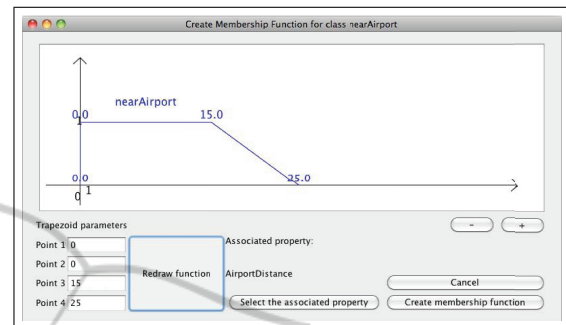 Create Membership Function for class nearAirport
nearAirport
0.0
15.0
1
0.0
25.0
0
1
Trapezoid parameters
-
+
Point 1 0
Associated property:
Point 2 0
Redraw function
AirportDistance
Point 3 15
Cancel
Point 4 25
Select the associated property
Create membership function